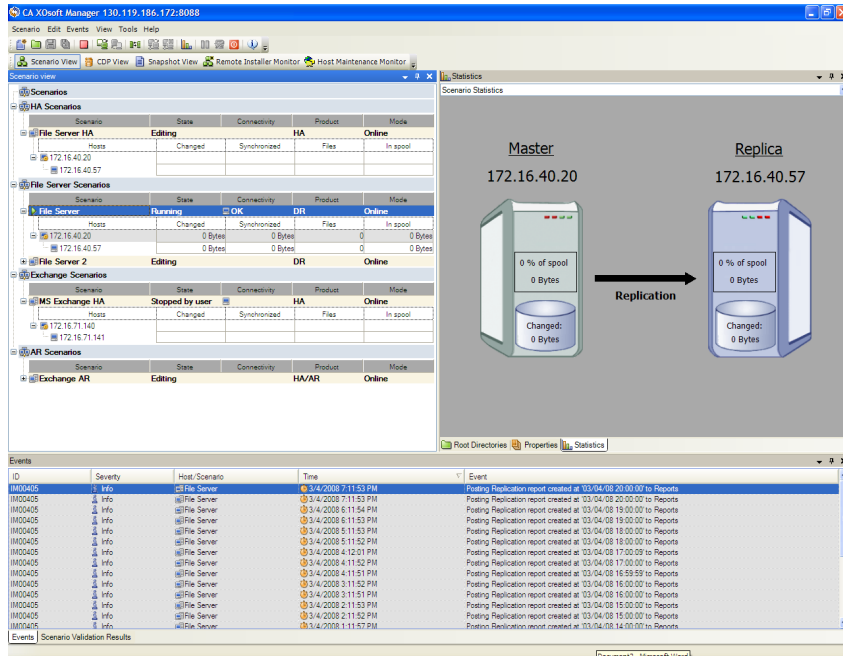 CA XOsoft Manager 130.119.186.172:8088
Scenario Edit Events View Tools Help
Scenario View CDP View Snapshot View Remote Installer Monitor Host Maintenance Monitor
Scenario view
Scenarios
HA Scenarios
Scenario State Connectivity Product Mode
File Server HA Editing HA Online
Hosts Changed Synchronized Files In spool
172.16.40.20
172.16.40.57
File Server Scenarios
Scenario State Connectivity Product Mode
File Server Running OK DR Online
Hosts Changed Synchronized Files In spool
172.16.40.20 0 Bytes 0 Bytes 0 0 Bytes
172.16.40.57 0 Bytes 0 Bytes 0 0 Bytes
File Server 2 Editing DR Online
Exchange Scenarios
Scenario State Connectivity Product Mode
MS Exchange HA Stopped by user HA Online
Hosts Changed Synchronized Files In spool
172.16.71.140
172.16.71.141
AR Scenarios
Scenario State Connectivity Product Mode
Exchange AR Editing HA/AR Online
Statistics
Scenario Statistics
Master Replica
172.16.40.20 172.16.40.57
0 % of spool
0 Bytes
Changed:
0 Bytes
Replication
0 % of spool
0 Bytes
Changed:
0 Bytes
Root Directories Properties Statistics
Events
ID Severity Host/Scenario Time Event
IM00405 Info File Server 3/4/2008 7:11:53 PM Posting Replication report created at '03/04/08 20:00:00' to Reports
IM00405 Info File Server 3/4/2008 7:11:53 PM Posting Replication report created at '03/04/08 20:00:00' to Reports
IM00405 Info File Server 3/4/2008 6:11:54 PM Posting Replication report created at '03/04/08 19:00:00' to Reports
IM00405 Info File Server 3/4/2008 6:11:53 PM Posting Replication report created at '03/04/08 19:00:00' to Reports
IM00405 Info File Server 3/4/2008 5:11:53 PM Posting Replication report created at '03/04/08 18:00:00' to Reports
IM00405 Info File Server 3/4/2008 5:11:52 PM Posting Replication report created at '03/04/08 18:00:00' to Reports
IM00405 Info File Server 3/4/2008 4:12:01 PM Posting Replication report created at '03/04/08 17:00:09' to Reports
IM00405 Info File Server 3/4/2008 4:11:52 PM Posting Replication report created at '03/04/08 17:00:00' to Reports
IM00405 Info File Server 3/4/2008 4:11:51 PM Posting Replication report created at '03/04/08 16:59:59' to Reports
IM00405 Info File Server 3/4/2008 3:11:52 PM Posting Replication report created at '03/04/08 16:00:00' to Reports
IM00405 Info File Server 3/4/2008 3:11:51 PM Posting Replication report created at '03/04/08 16:00:00' to Reports
IM00405 Info File Server 3/4/2008 2:11:53 PM Posting Replication report created at '03/04/08 15:00:00' to Reports
IM00405 Info File Server 3/4/2008 2:11:52 PM Posting Replication report created at '03/04/08 15:00:00' to Reports
IM00405 Info File Server 3/4/2008 1:11:57 PM Posting Replication report created at '03/04/08 14:00:00' to Reports
Events Scenario Validation Results